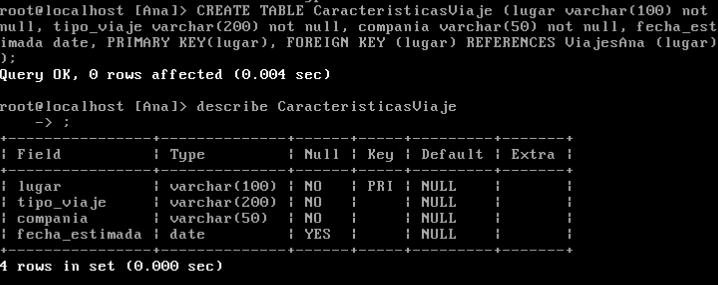 root@localhost [Ana]> CREATE TABLE CaracteristicasViaje (lugar varchar(100) not
null, tipo_viaje varchar(200) not null, compania varchar(50) not null, fecha_est
imada date, PRIMARY KEY(lugar), FOREIGN KEY (lugar) REFERENCES ViajesAna (lugar)
);
Query OK, 0 rows affected (0.004 sec)

root@localhost [Ana]> describe CaracteristicasViaje
    -> ;
+----------------+--------------+------+-----+---------+-------+
| Field          | Type         | Null | Key | Default | Extra |
+----------------+--------------+------+-----+---------+-------+
| lugar          | varchar(100) | NO   | PRI | NULL    |       |
| tipo_viaje     | varchar(200) | NO   |     | NULL    |       |
| compania       | varchar(50)  | NO   |     | NULL    |       |
| fecha_estimada | date         | YES  |     | NULL    |       |
+----------------+--------------+------+-----+---------+-------+
4 rows in set (0.000 sec)